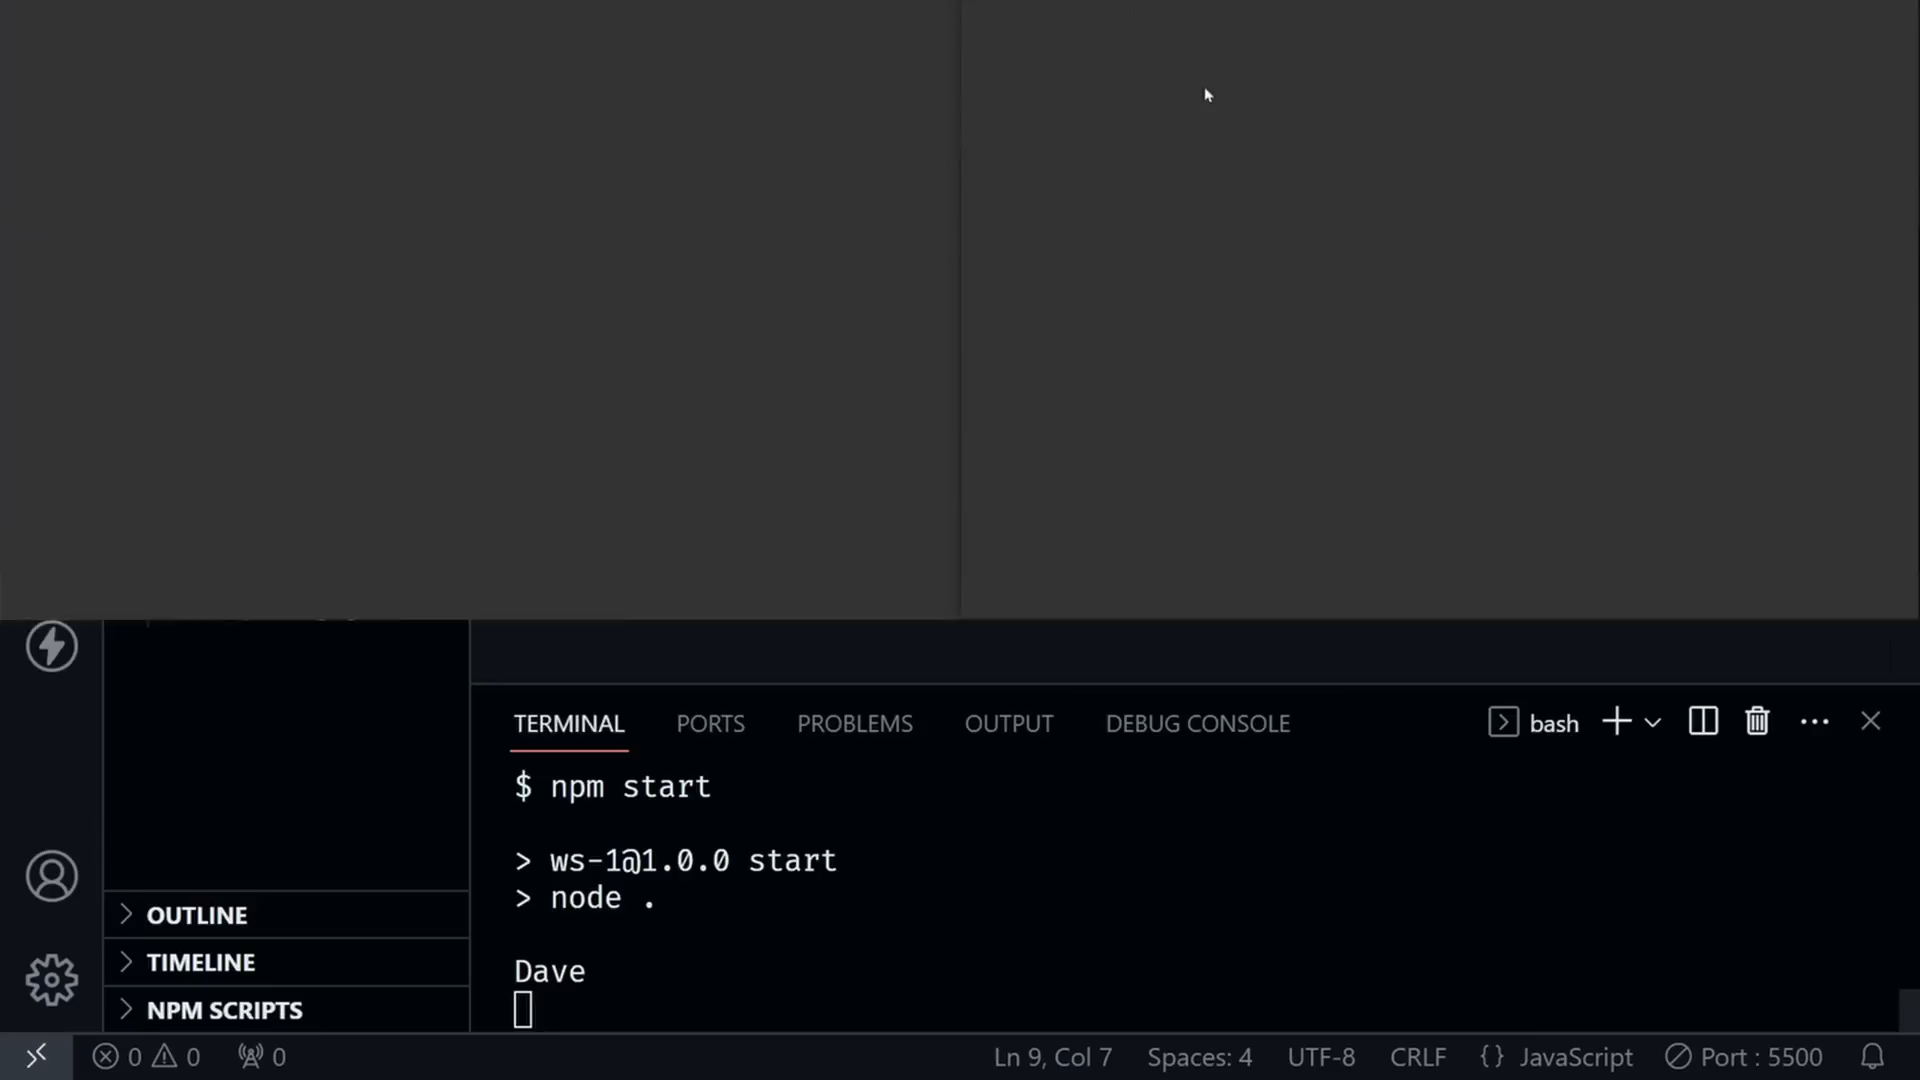 TERMINAL PORTS PROBLEMS OUTPUT DEBUG CONSOLE bash
$ npm start
> ws-1@1.0.0 start
> node .
Dave
OUTLINE
TIMELINE
NPM SCRIPTS
0 0 0 Ln 9, Col 7 Spaces: 4 UTF-8 CRLF {} JavaScript Port : 5500